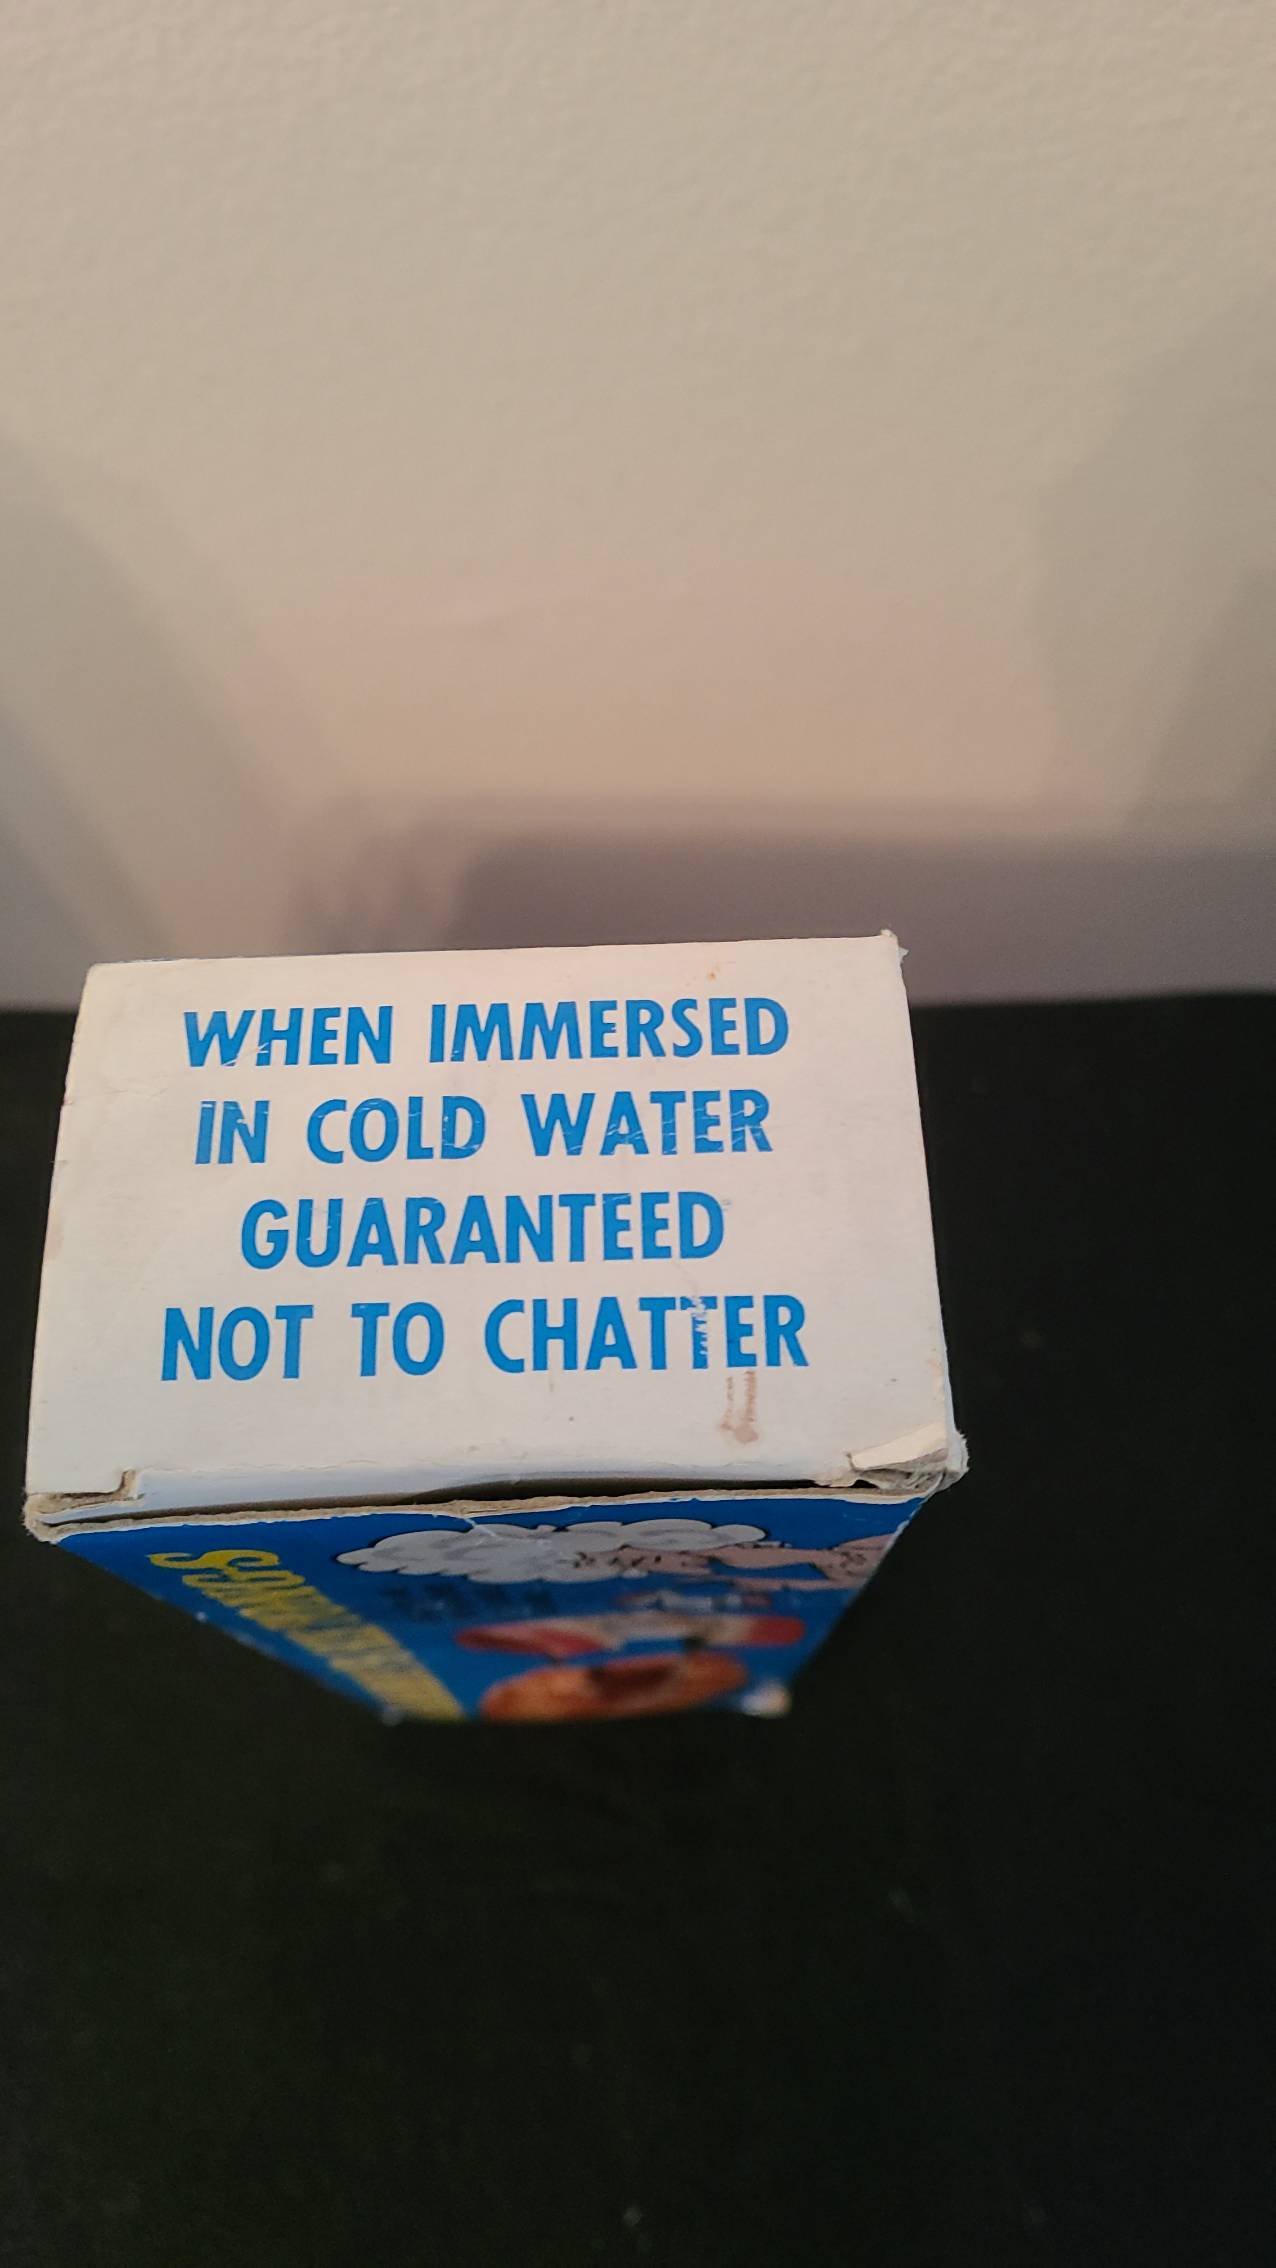 WHEN IMMERSED
IN COLD WATER
GUARANTEED
NOT TO CHATTER